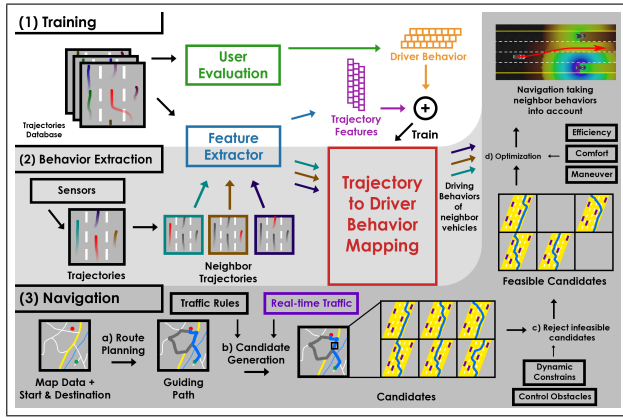 (1) Training
Trajectories
Database
User
Evaluation
Driver Behavior
Trajectory
Features
+
Train
Feature
Extractor
(2) Behavior Extraction
Sensors
Trajectories
Neighbor
Trajectories
Trajectory
to Driver
Behavior
Mapping
Driving
Behaviors
of
neighbor
vehicles
(3) Navigation
Map Data +
Start & Destination
a) Route
Planning
Guiding
Path
Traffic Rules
Real-time Traffic
b) Candidate
Generation
Candidates
c) Reject infeasible
candidates
Dynamic
Constrains
Control Obstacles
Feasible Candidates
d) Optimization
Efficiency
Comfort
Maneuver
Navigation taking
neighbor behaviors
into account